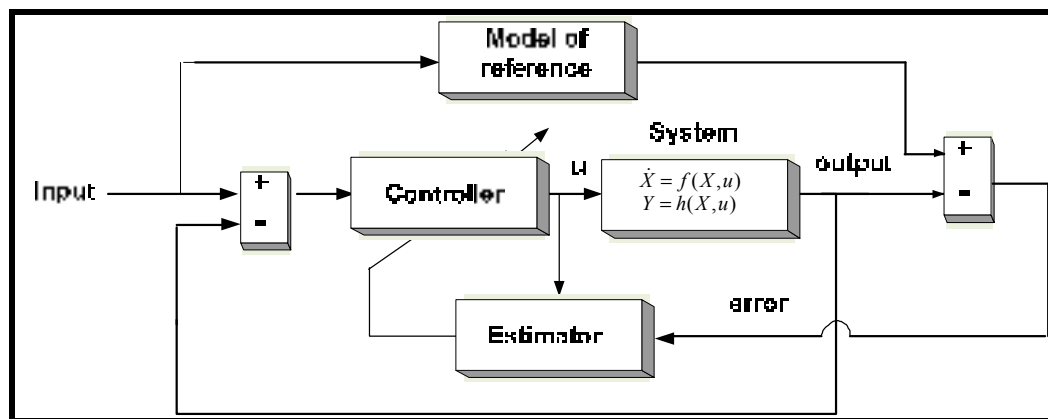 Model of
reference
System
Input
+
-
Controller
u
Ẋ = f(X,u)
Y = h(X,u)
output
+
-
Estimator
error